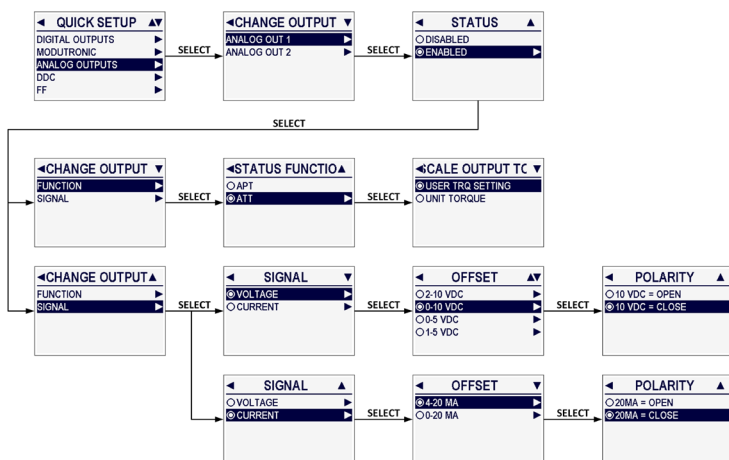 QUICK SETUP
DIGITAL OUTPUTS
MODUTRONIC
ANALOG OUTPUTS
DDC
FF
SELECT
CHANGE OUTPUT
ANALOG OUT 1
ANALOG OUT 2
SELECT
STATUS
DISABLED
ENABLED
SELECT
CHANGE OUTPUT
FUNCTION
SIGNAL
SELECT
STATUS FUNCTIO
APT
ATT
SELECT
SCALE OUTPUT TC
USER TRQ SETTING
UNIT TORQUE
CHANGE OUTPUT
FUNCTION
SIGNAL
SELECT
SIGNAL
VOLTAGE
CURRENT
SELECT
OFFSET
2-10 VDC
0-10 VDC
0-5 VDC
1-5 VDC
SELECT
POLARITY
10 VDC = OPEN
10 VDC = CLOSE
SIGNAL
VOLTAGE
CURRENT
SELECT
OFFSET
4-20 MA
0-20 MA
SELECT
POLARITY
20MA = OPEN
20MA = CLOSE